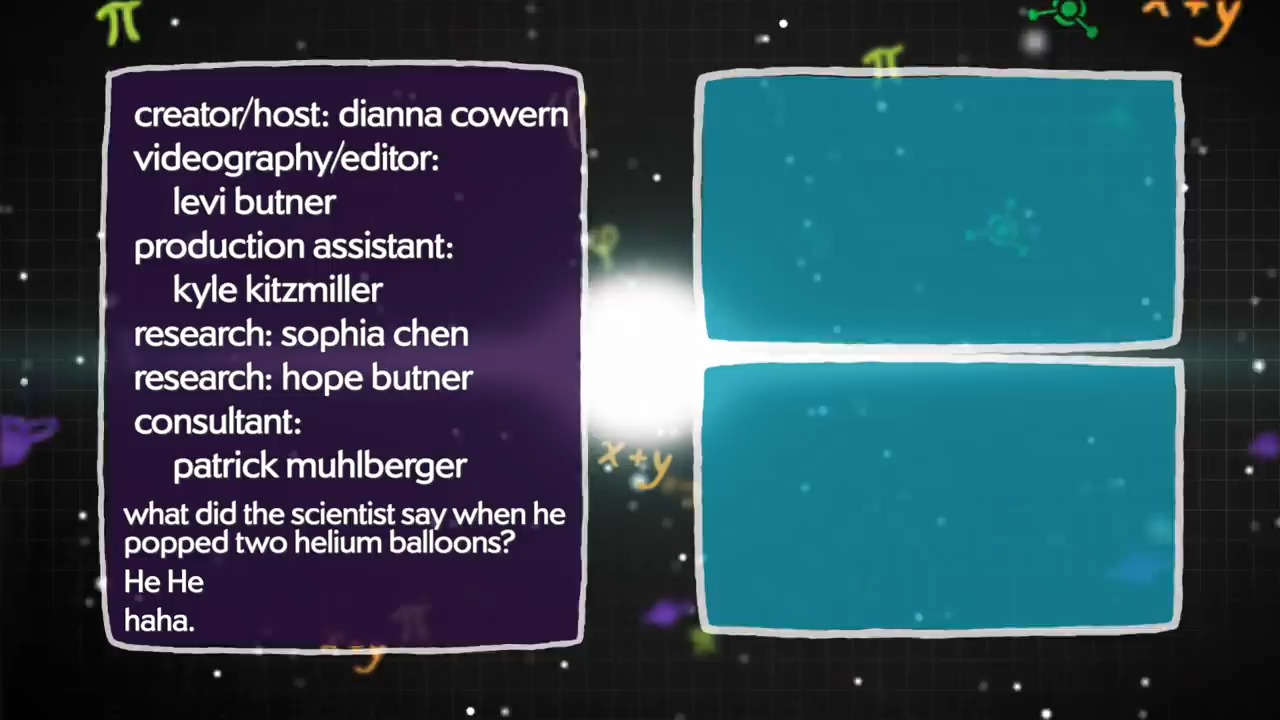 π
x+y
π
creator/host: dianna cowern
videography/editor:
levi butner
production assistant:
kyle kitzmiller
research: sophia chen
research: hope butner
consultant:
patrick muhlberger
x+y
what did the scientist say when he
popped two helium balloons?
He He
haha.
π
x+y